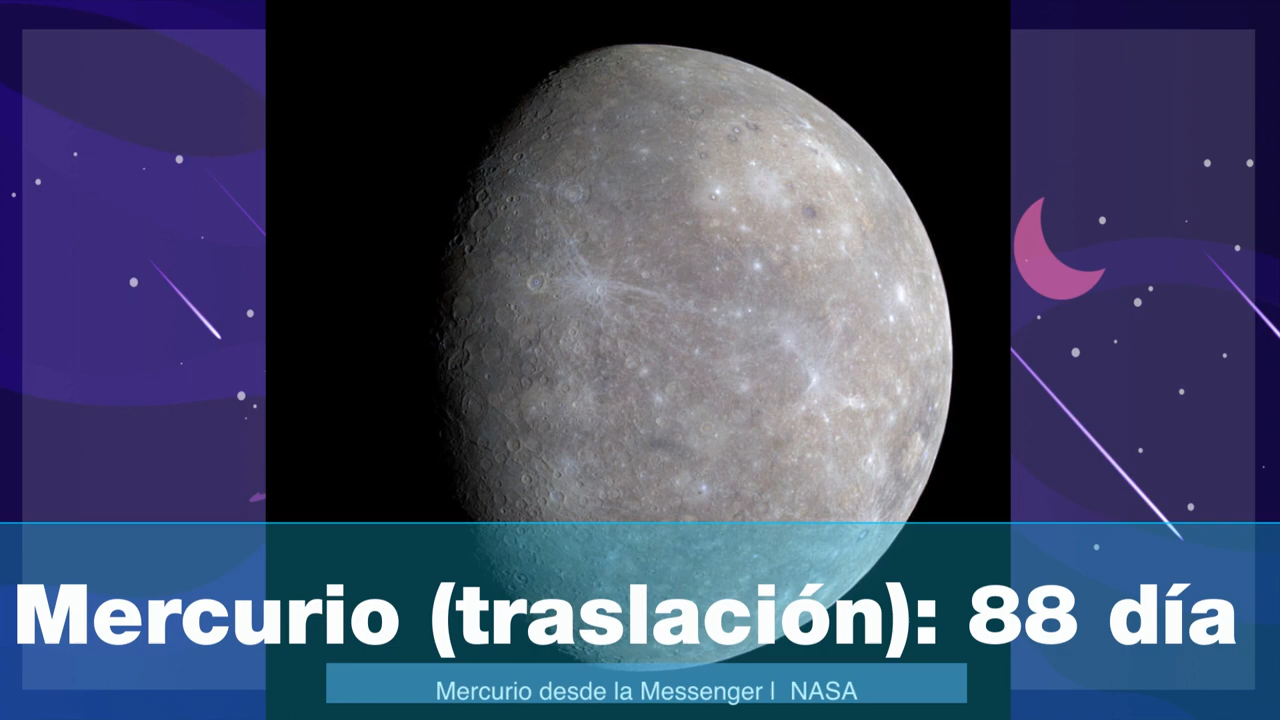 Mercurio (traslación): 88 día
Mercurio desde la Messenger | NASA